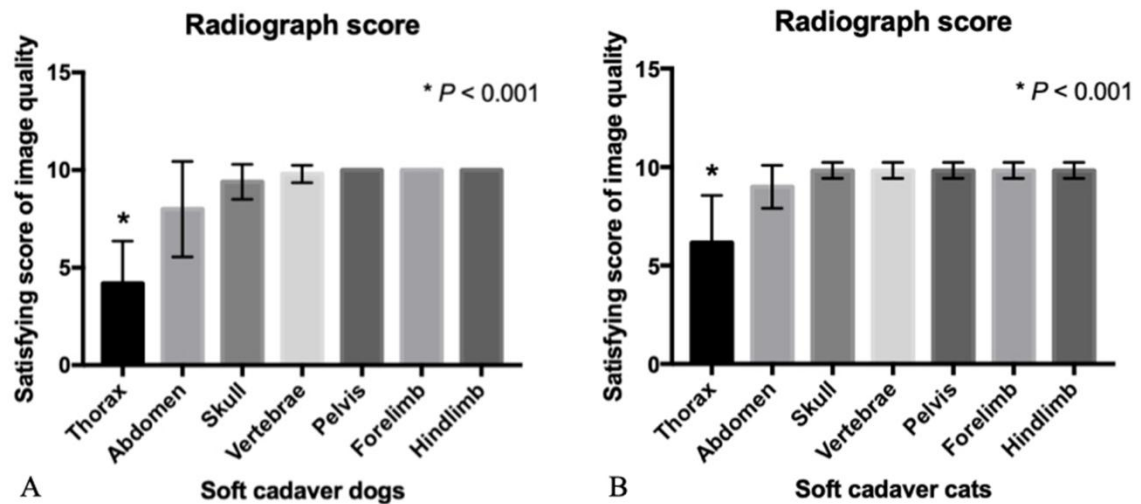 Radiograph score
Satisfying score of image quality
15
10
5
0
* P < 0.001
*
Thorax
Abdomen
Skull
Vertebrae
Pelvis
Forelimb
Hindlimb
A
Soft cadaver dogs
Radiograph score
Satisfying score of image quality
15
10
5
0
* P < 0.001
*
Thorax
Abdomen
Skull
Vertebrae
Pelvis
Forelimb
Hindlimb
B
Soft cadaver cats